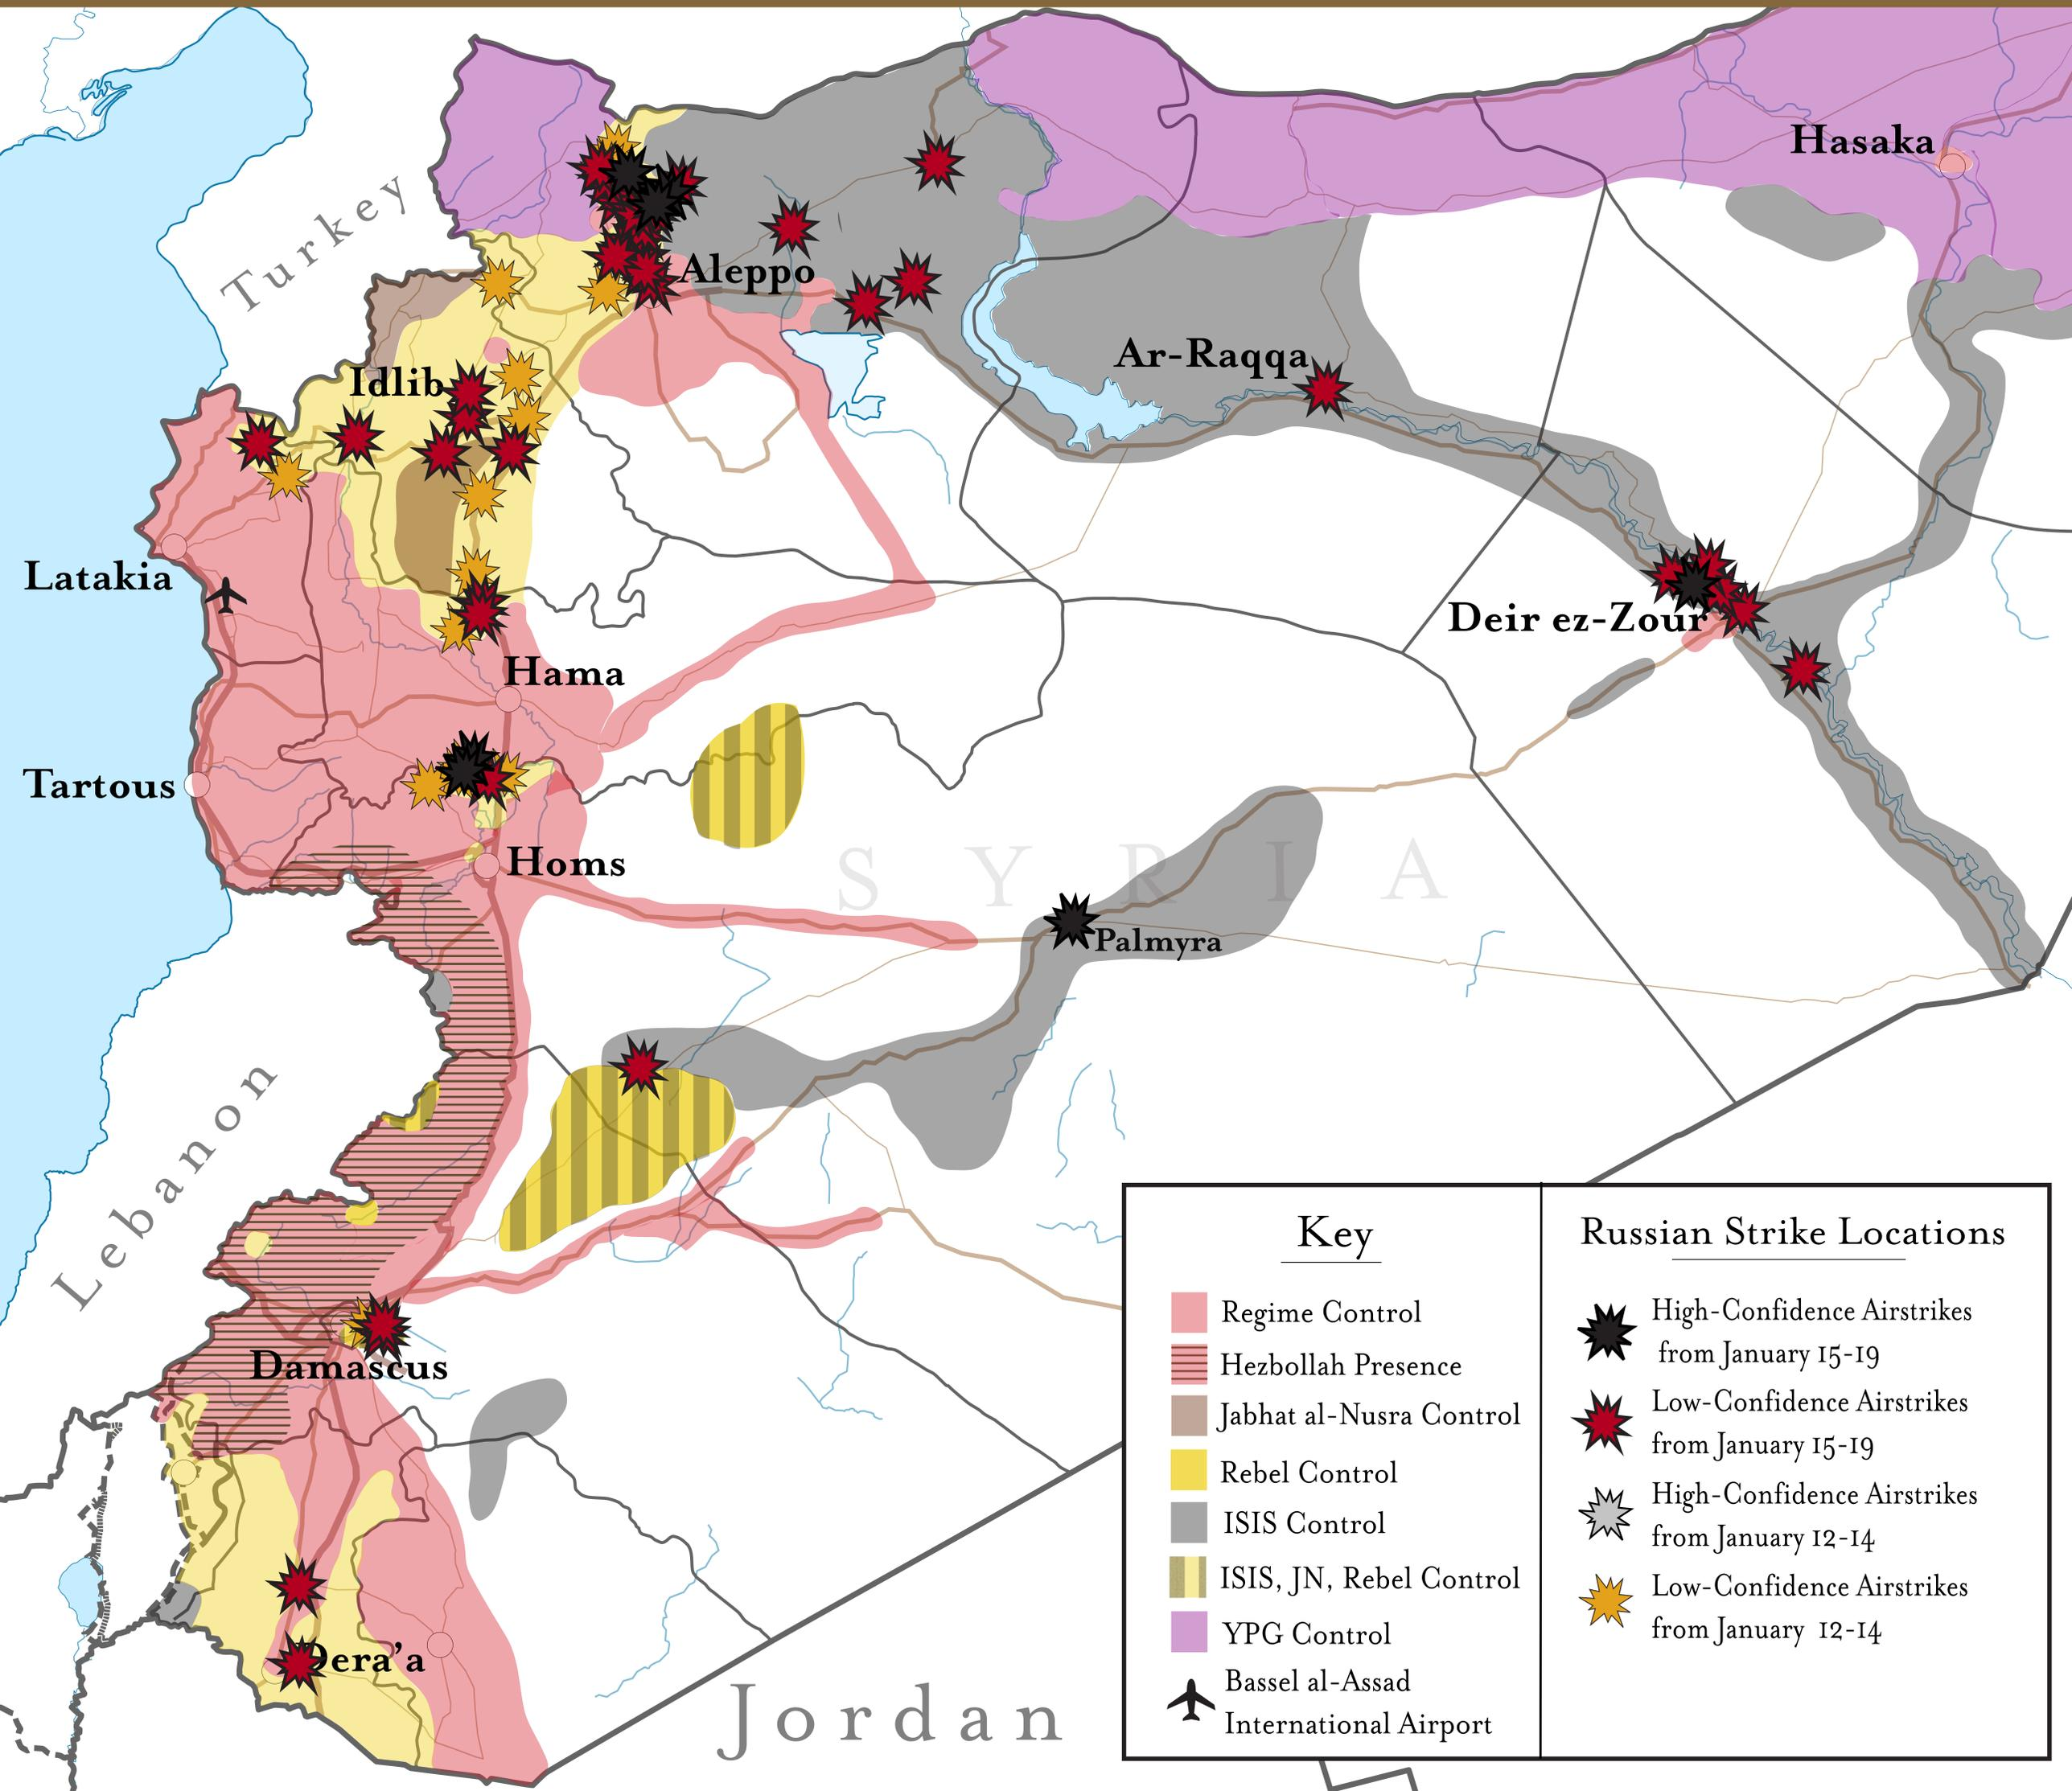 Hasaka
Turkey
Aleppo
Ar-Raqqa
Idlib
Latakia
Deir ez-Zour
Hama
Tartous
Homs
SYRIA
Palmyra
Lebanon
Damascus
Dera'a
Jordan
Key
Regime Control
Hezbollah Presence
Jabhat al-Nusra Control
Rebel Control
ISIS Control
ISIS, JN, Rebel Control
YPG Control
Bassel al-Assad
International Airport
Russian Strike Locations
High-Confidence Airstrikes
from January 15-19
Low-Confidence Airstrikes
from January 15-19
High-Confidence Airstrikes
from January 12-14
Low-Confidence Airstrikes
from January 12-14